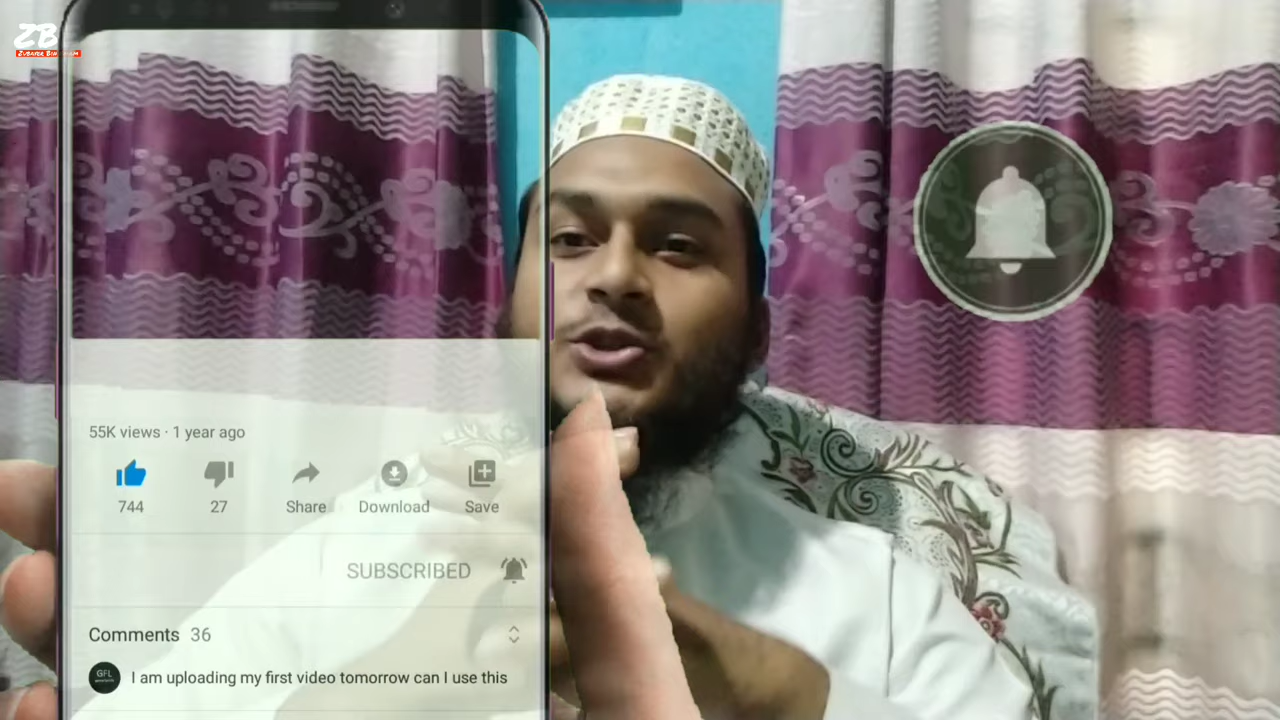 ZB
55K views · 1 year ago
744
27
Share
Download
Save
SUBSCRIBED
Comments 36
GFL
I am uploading my first video tomorrow can I use this